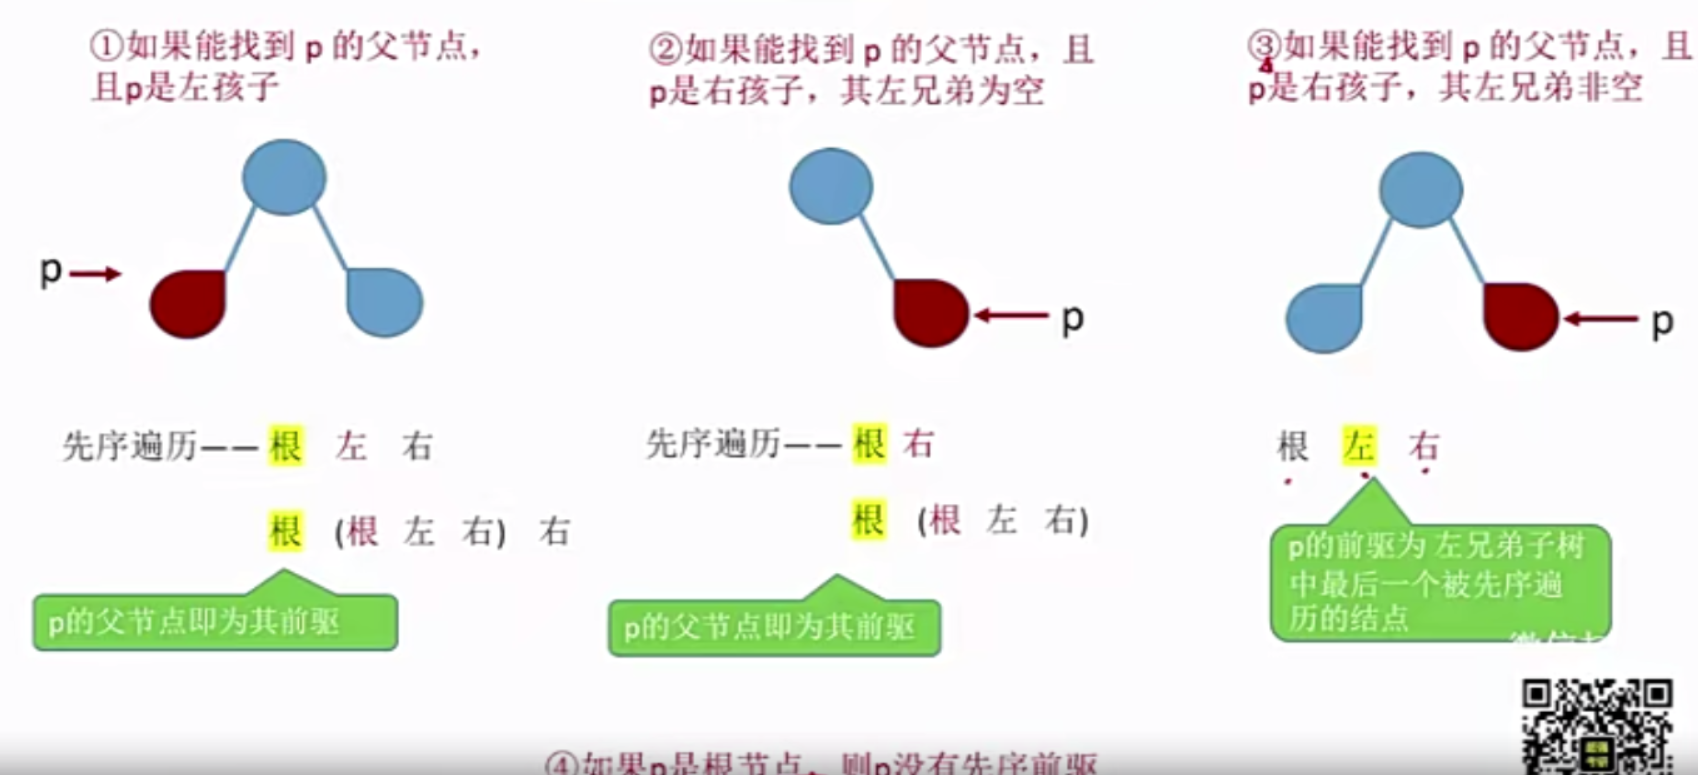 ①如果能找到 p 的父节点，
且p是左孩子
②如果能找到 p 的父节点，且
p是右孩子，其左兄弟为空
③如果能找到 p 的父节点，且
p是右孩子，其左兄弟非空
p
p
p
先序遍历——根 左 右
根 (根 左 右) 右
p的父节点即为其前驱
先序遍历——根 右
根 (根 左 右)
p的父节点即为其前驱
根 左 右
p的前驱为 左兄弟子树
中最后一个被先序遍
历的结点
④如果p是根节点，则p没有先序前驱